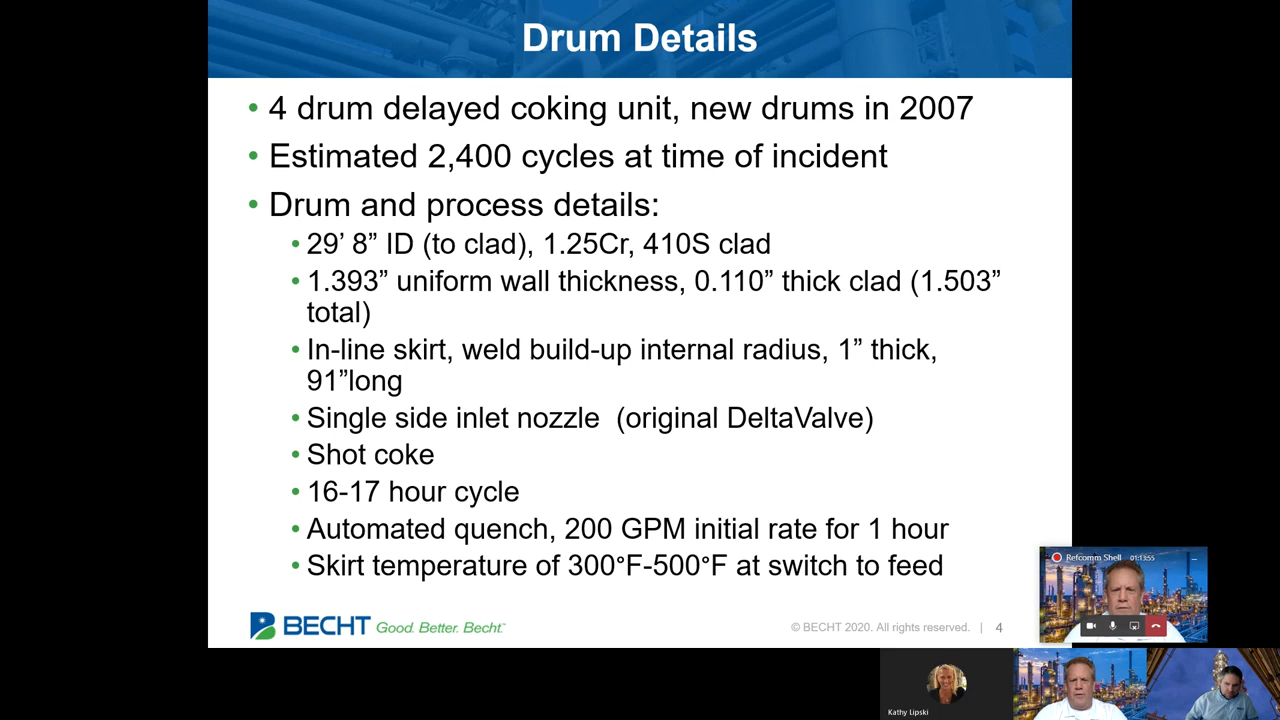 Drum Details
• 4 drum delayed coking unit, new drums in 2007
• Estimated 2,400 cycles at time of incident
• Drum and process details:
• 29’ 8” ID (to clad), 1.25Cr, 410S clad
• 1.393” uniform wall thickness, 0.110” thick clad (1.503”
total)
• In-line skirt, weld build-up internal radius, 1” thick,
91”long
• Single side inlet nozzle (original DeltaValve)
• Shot coke
• 16-17 hour cycle
• Automated quench, 200 GPM initial rate for 1 hour
• Skirt temperature of 300°F-500°F at switch to feed
Refcomm Shell 01:13:55
BECHT Good. Better. Becht.™
© BECHT 2020. All rights reserved. | 4
Kathy Lipski